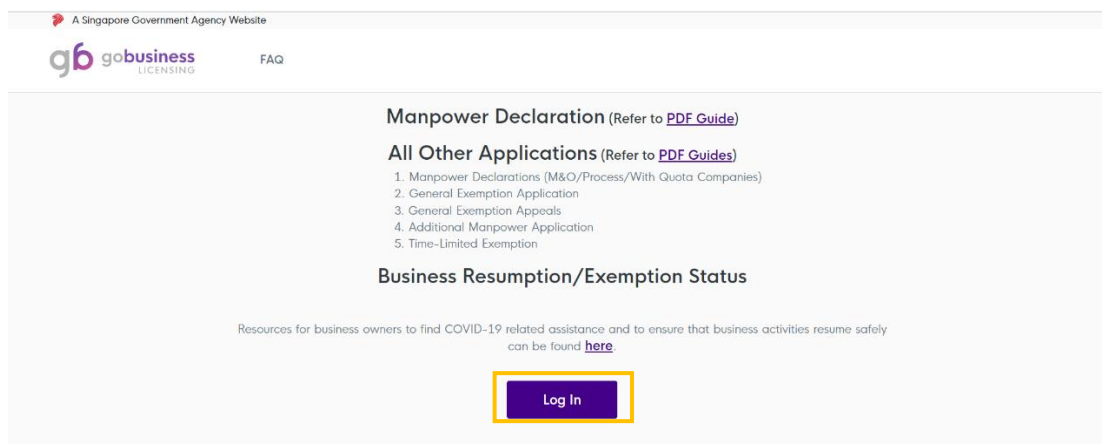 A Singapore Government Agency Website
gb gobusiness
LICENSING
FAQ
Manpower Declaration (Refer to PDF Guide)
All Other Applications (Refer to PDF Guides)
1. Manpower Declarations (M&O/Process/With Quota Companies)
2. General Exemption Application
3. General Exemption Appeals
4. Additional Manpower Application
5. Time-Limited Exemption
Business Resumption/Exemption Status
Resources for business owners to find COVID-19 related assistance and to ensure that business activities resume safely
can be found here.
Log In